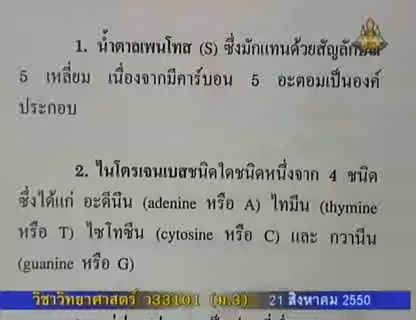 1. น้ำตาลเพนโทส (S) ซึ่งมักแทนด้วยสัญลักษณ์
5 เหลี่ยม เนื่องจากมีคาร์บอน 5 อะตอมเป็นองค์
ประกอบ
2. ไนโตรเจนเบสชนิดใดชนิดหนึ่งจาก 4 ชนิด
ซึ่งได้แก่ อะดีนีน (adenine หรือ A) ไทมีน (thymine
หรือ T) ไซโทซีน (cytosine หรือ C) และ กวานีน
(guanine หรือ G)
วิชาวิทยาศาสตร์ ว33101 (ม.3) 21 สิงหาคม 2550